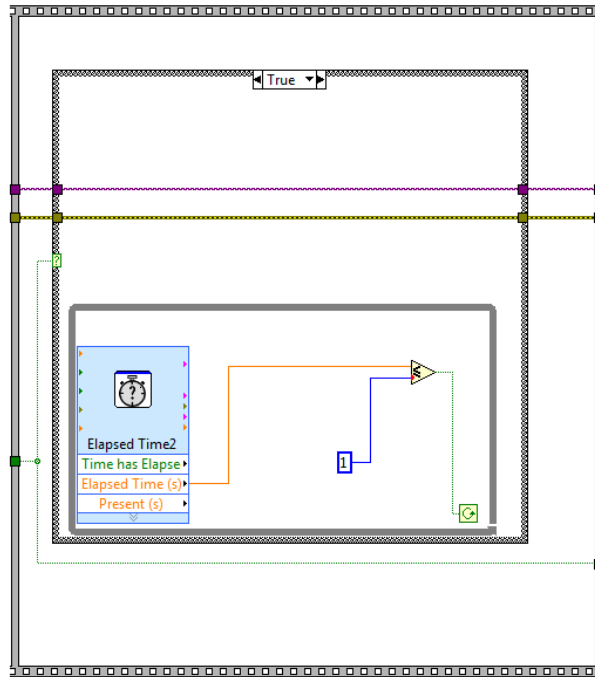 True
?
?
Elapsed Time2
Time has Elapse
Elapsed Time (s)
Present (s)
≤
1